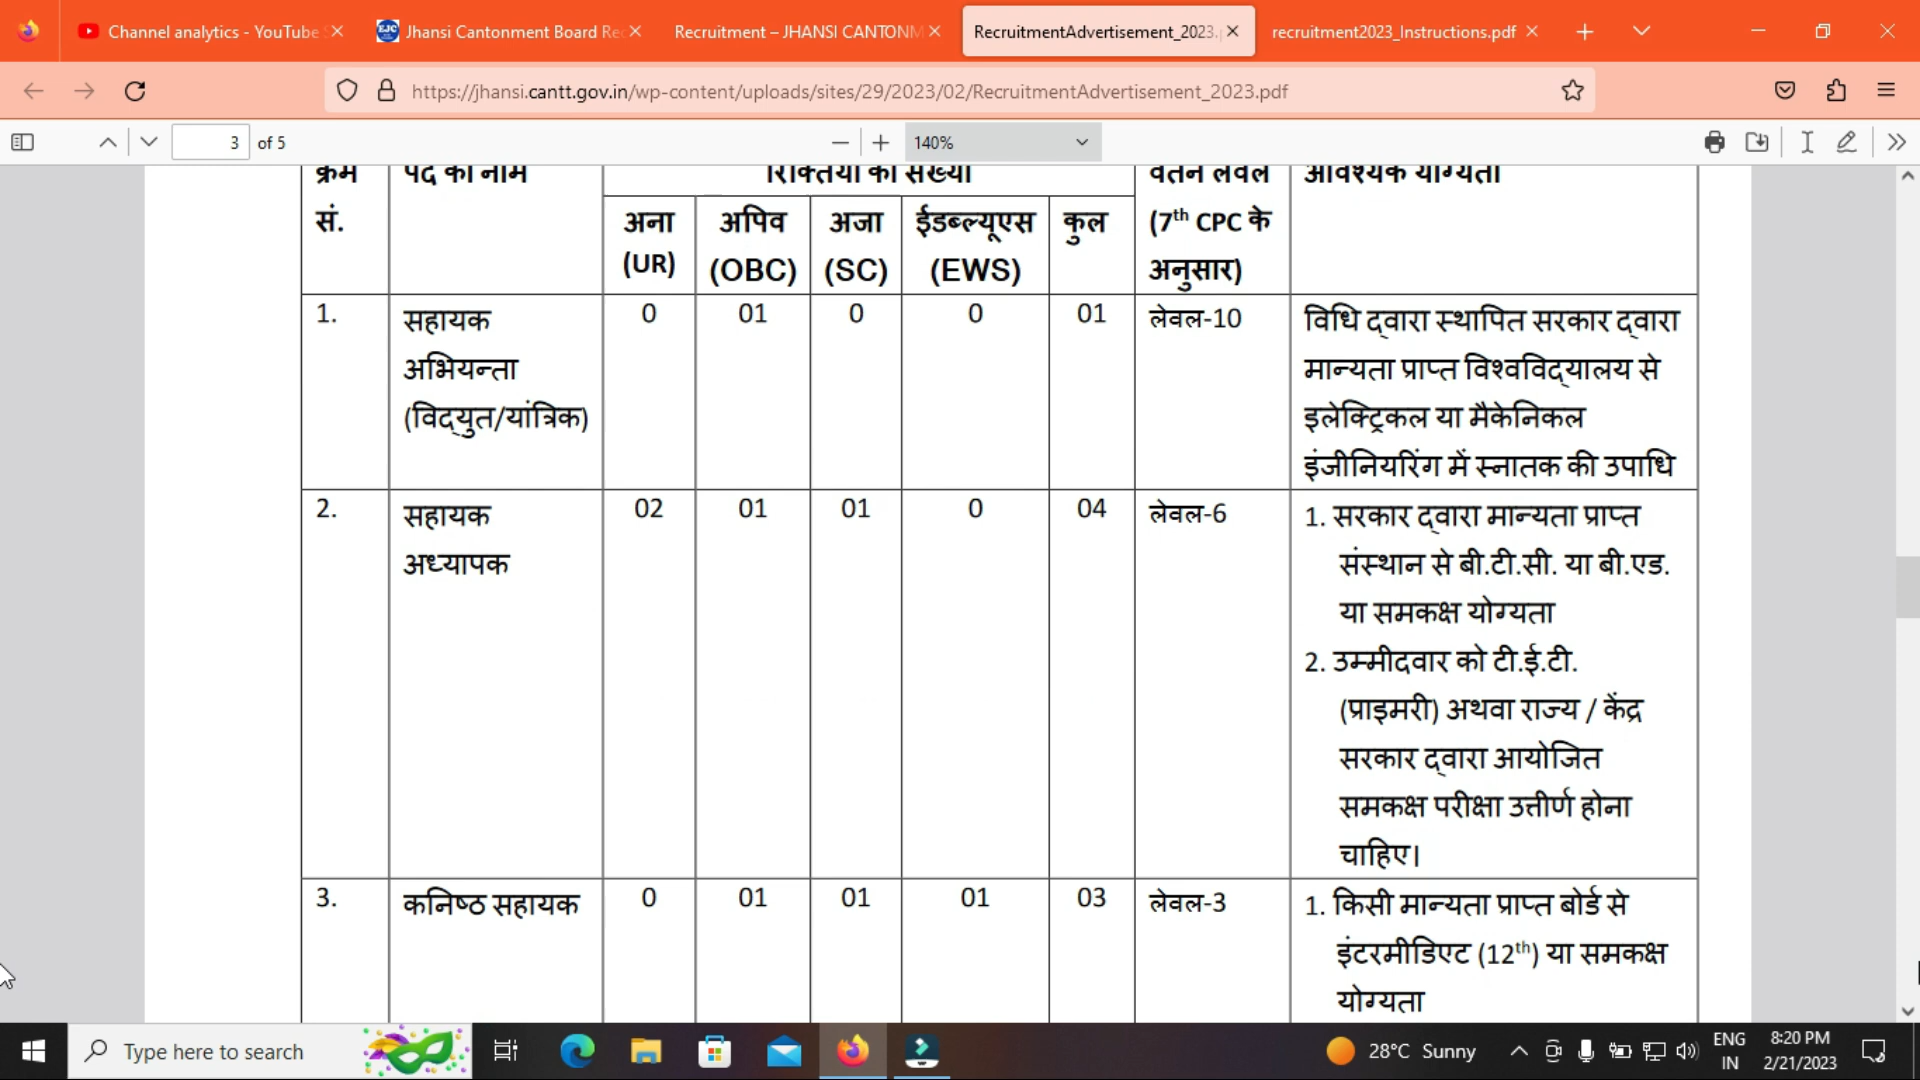 Channel analytics - YouTube
Jhansi Cantonment Board Rec
Recruitment – JHANSI CANTONM
RecruitmentAdvertisement_2023.
recruitment2023_Instructions.pdf
https://jhansi.cantt.gov.in/wp-content/uploads/sites/29/2023/02/RecruitmentAdvertisement_2023.pdf
3 of 5
140%
क्रम पद का नाम रिक्तियों की संख्या वेतन लेवल आवश्यक योग्यता
सं. अना अपिव अजा ईडब्ल्यूएस कुल (7th CPC के
(UR) (OBC) (SC) (EWS) अनुसार)
1. सहायक 0 01 0 0 01 लेवल-10 विधि द्वारा स्थापित सरकार द्वारा
अभियन्ता मान्यता प्राप्त विश्वविद्यालय से
(विद्युत/यांत्रिक) इलेक्ट्रिकल या मैकेनिकल
इंजीनियरिंग में स्नातक की उपाधि
2. सहायक 02 01 01 0 04 लेवल-6 1. सरकार द्वारा मान्यता प्राप्त
अध्यापक संस्थान से बी.टी.सी. या बी.एड.
या समकक्ष योग्यता
2. उम्मीदवार को टी.ई.टी.
(प्राइमरी) अथवा राज्य / केंद्र
सरकार द्वारा आयोजित
समकक्ष परीक्षा उत्तीर्ण होना
चाहिए।
3. कनिष्ठ सहायक 0 01 01 01 03 लेवल-3 1. किसी मान्यता प्राप्त बोर्ड से
इंटरमीडिएट (12th) या समकक्ष
योग्यता
Type here to search
28°C Sunny
ENG
IN
8:20 PM
2/21/2023